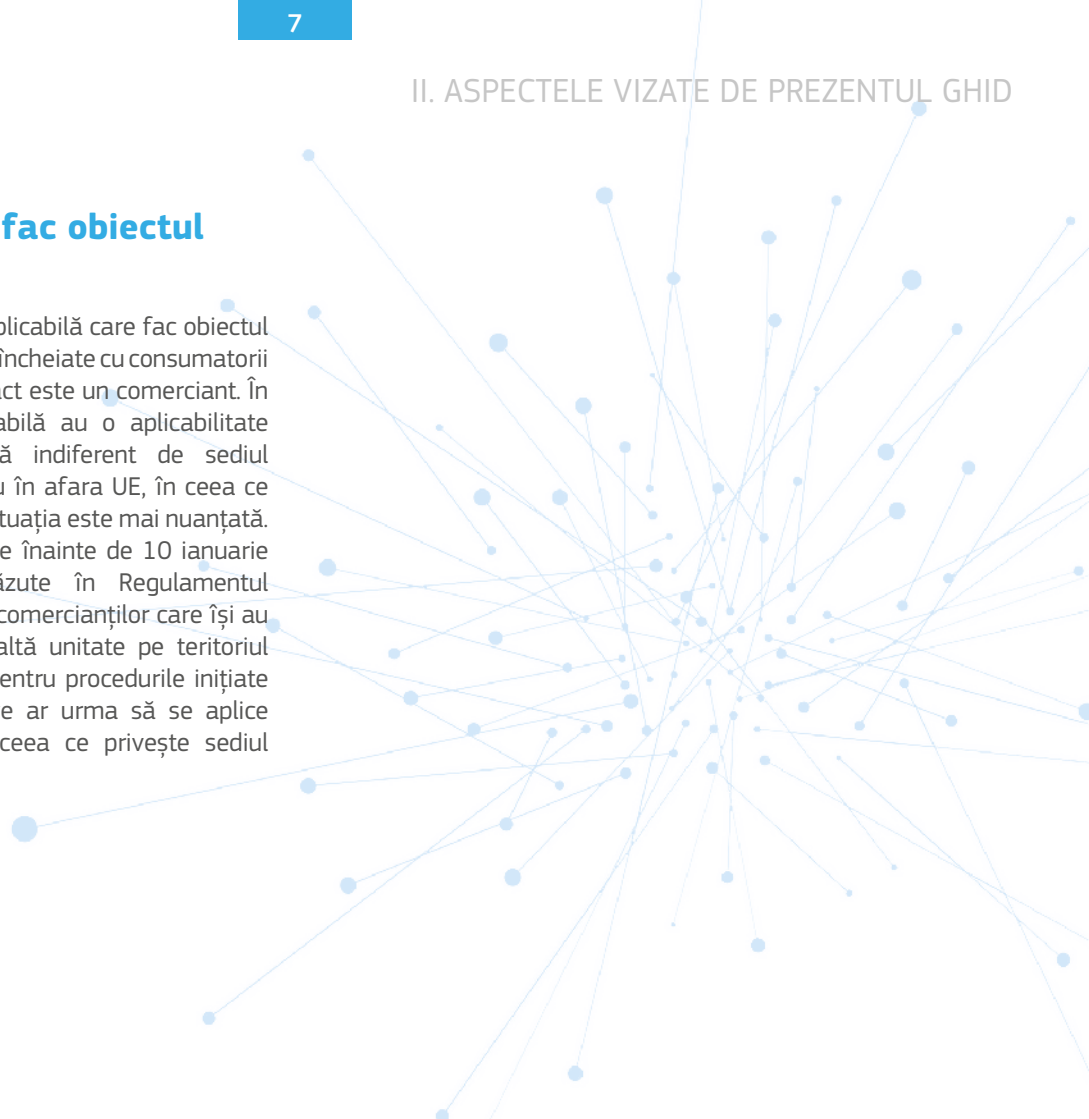 7
II. ASPECTELE VIZATE DE PREZENTUL GHID
fac obiectul
plicabilă care fac obiectul
încheiate cu consumatorii
act este un comerciant. În
abilă au o aplicabilitate
ă indiferent de sediul
u în afara UE, în ceea ce
tuația este mai nuanțată.
e înainte de 10 ianuarie
ăzute în Regulamentul
comercianților care își au
altă unitate pe teritoriul
entru procedurile inițiate
e ar urma să se aplice
ceea ce privește sediul